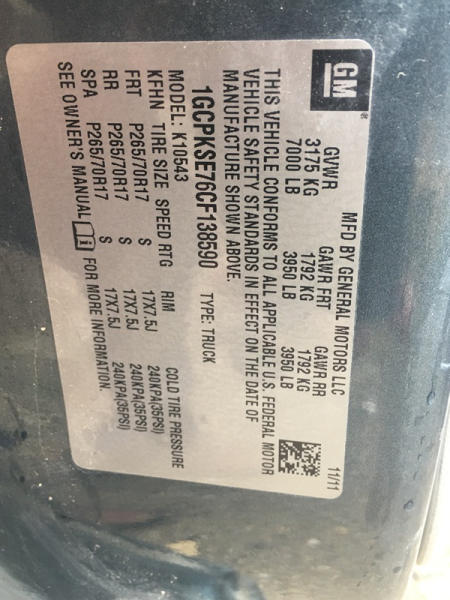 GM
MFD BY GENERAL MOTORS LLC 11/11
GVWR GAWR FRT GAWR RR
3175 KG 1792 KG 1792 KG
7000 LB 3950 LB 3950 LB
THIS VEHICLE CONFORMS TO ALL APPLICABLE U.S. FEDERAL MOTOR
VEHICLE SAFETY STANDARDS IN EFFECT ON THE DATE OF
MANUFACTURE SHOWN ABOVE.
1GCPKSE76CF138590 TYPE: TRUCK
MODEL: K10543
KFHN TIRE SIZE SPEED RTG RIM COLD TIRE PRESSURE
FRT P265/70R17 S 17X7.5J 240KPA(35PSI)
RR P265/70R17 S 17X7.5J 240KPA(35PSI)
SPA P265/70R17 S 17X7.5J 240KPA(35PSI)
SEE OWNER'S MANUAL FOR MORE INFORMATION.